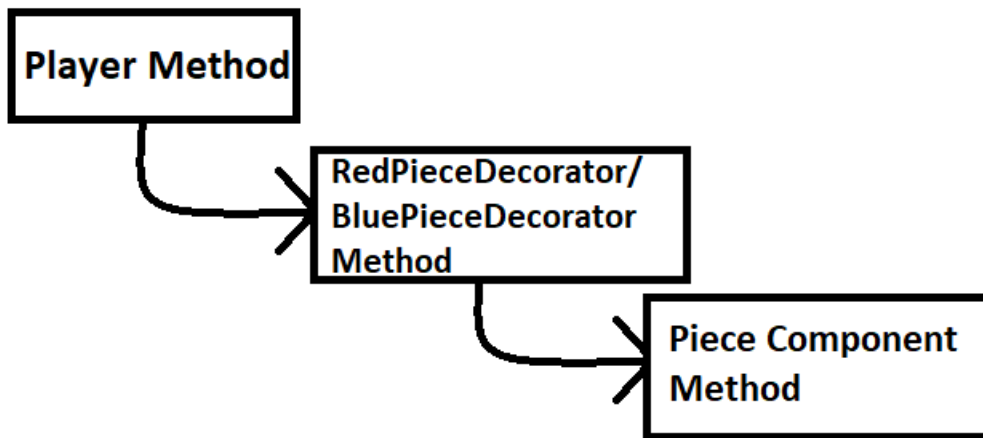 Player Method
RedPieceDecorator/
BluePieceDecorator
Method
Piece Component
Method